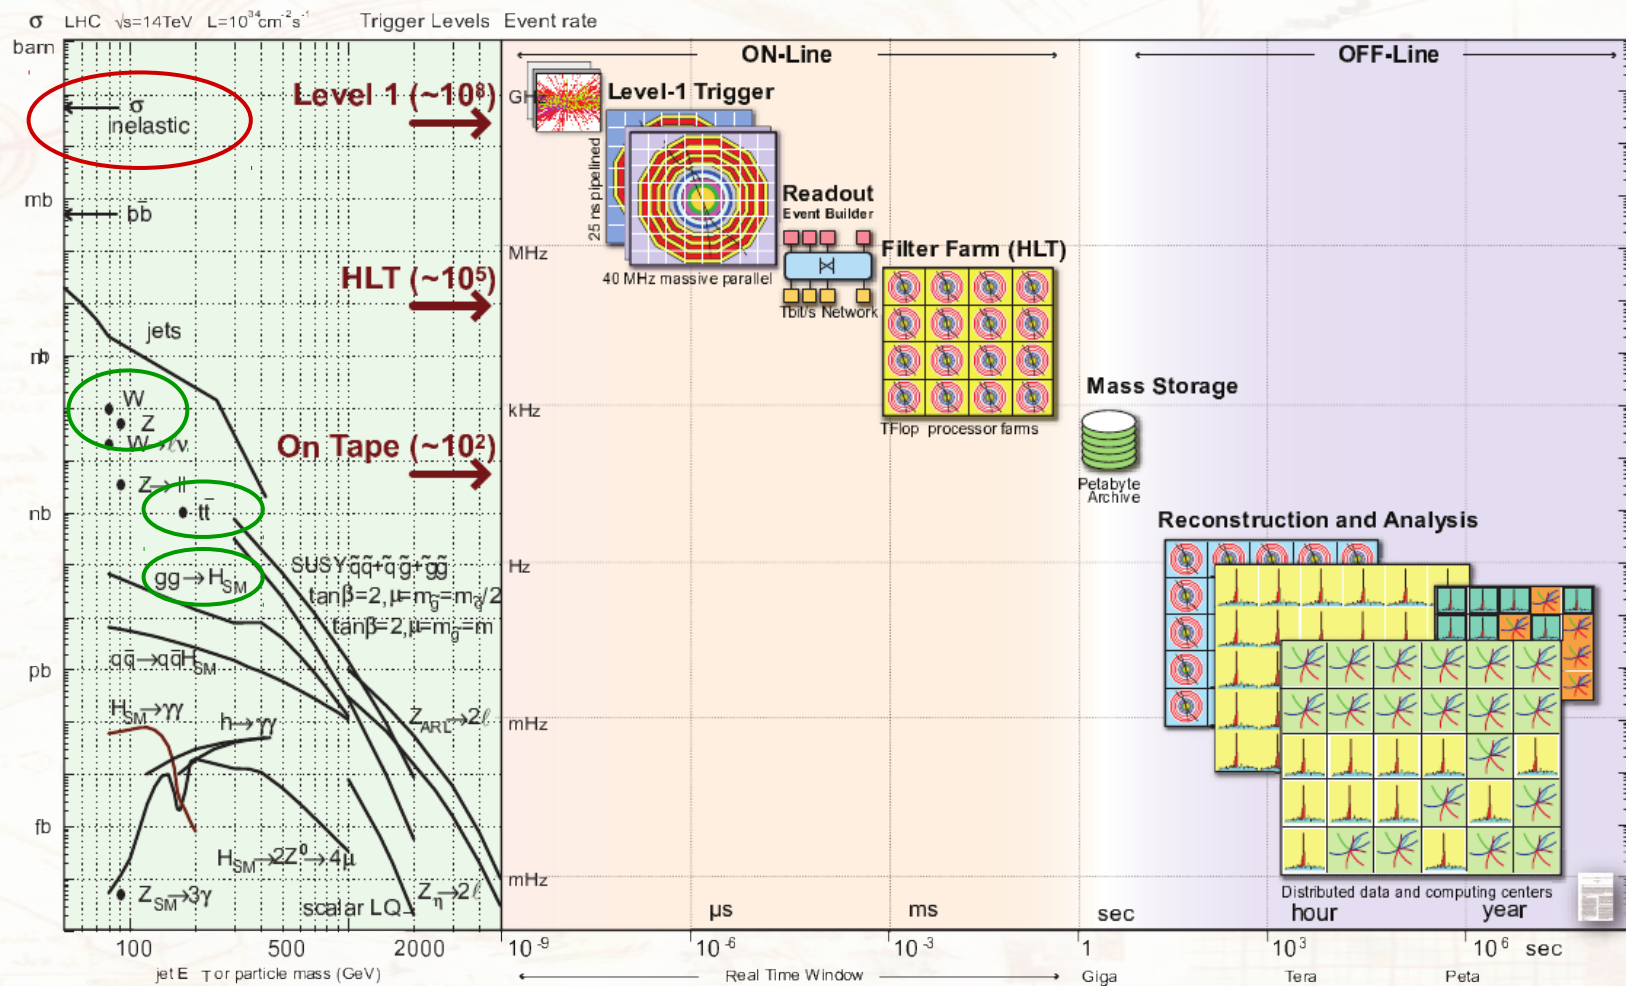 σ LHC √s=14TeV L=10³⁴cm⁻²s⁻¹ Trigger Levels Event rate
barn
ON-Line
OFF-Line
Level 1 (~10⁸)
GHz
Level-1 Trigger
σ
inelastic
25 ns pipelined
mb
bb̄
Readout
Event Builder
MHz
Filter Farm (HLT)
HLT (~10⁵)
40 MHz massive parallel
Tbit/s Network
jets
Mass Storage
W
kHz
Z
TFlop processor farms
W→ℓν
On Tape (~10²)
Z→ll
Petabyte
Archive
nb
tt̄
Reconstruction and Analysis
SUSY q̃q̃+q̃g̃+g̃g̃
Hz
gg→H_SM
tanβ=2,μ=m_g̃=m_q̃/2
tanβ=2,μ=m_g̃=m
pb
qq̄→qq̄H_SM
H_SM→γγ
h→γγ
Z_ARL→2ℓ
mHz
fb
H_SM→2Z⁰→4μ
mHz
Z_SM→3γ
scalar LQ
Z_η→2ℓ
Distributed data and computing centers
μs
ms
sec
hour
year
100
500
1000
2000
10⁻⁹
10⁻⁶
10⁻³
1
10³
10⁶ sec
jet E T or particle mass (GeV)
Real Time Window
Giga
Tera
Peta